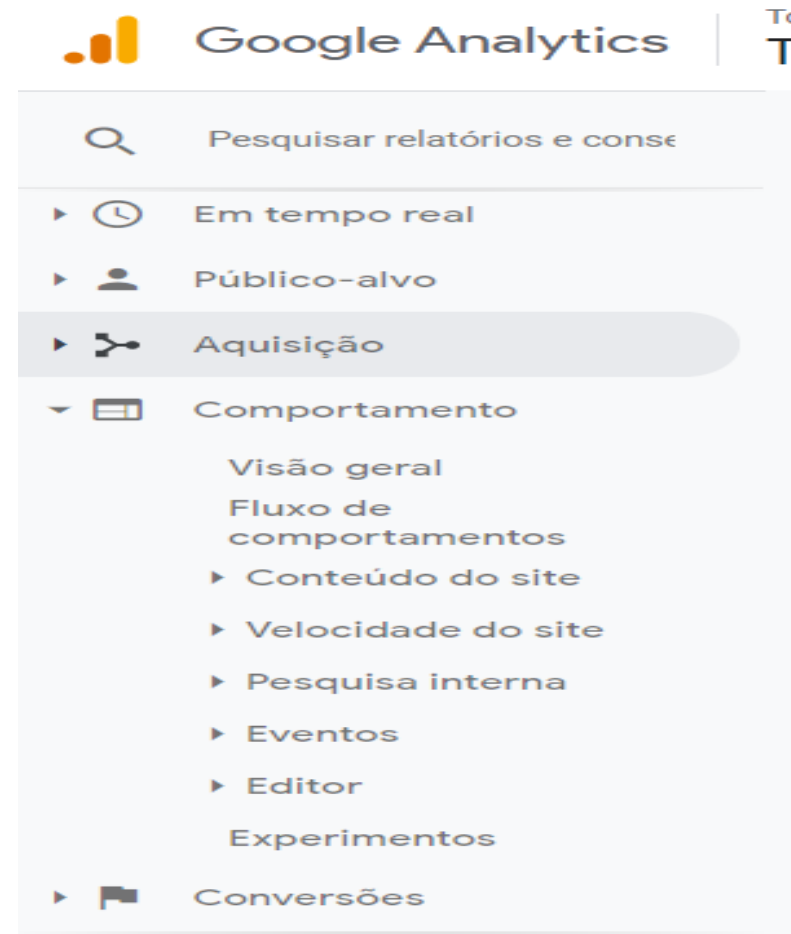 Google Analytics
Pesquisar relatórios e conse
Em tempo real
Público-alvo
Aquisição
Comportamento
Visão geral
Fluxo de
comportamentos
Conteúdo do site
Velocidade do site
Pesquisa interna
Eventos
Editor
Experimentos
Conversões